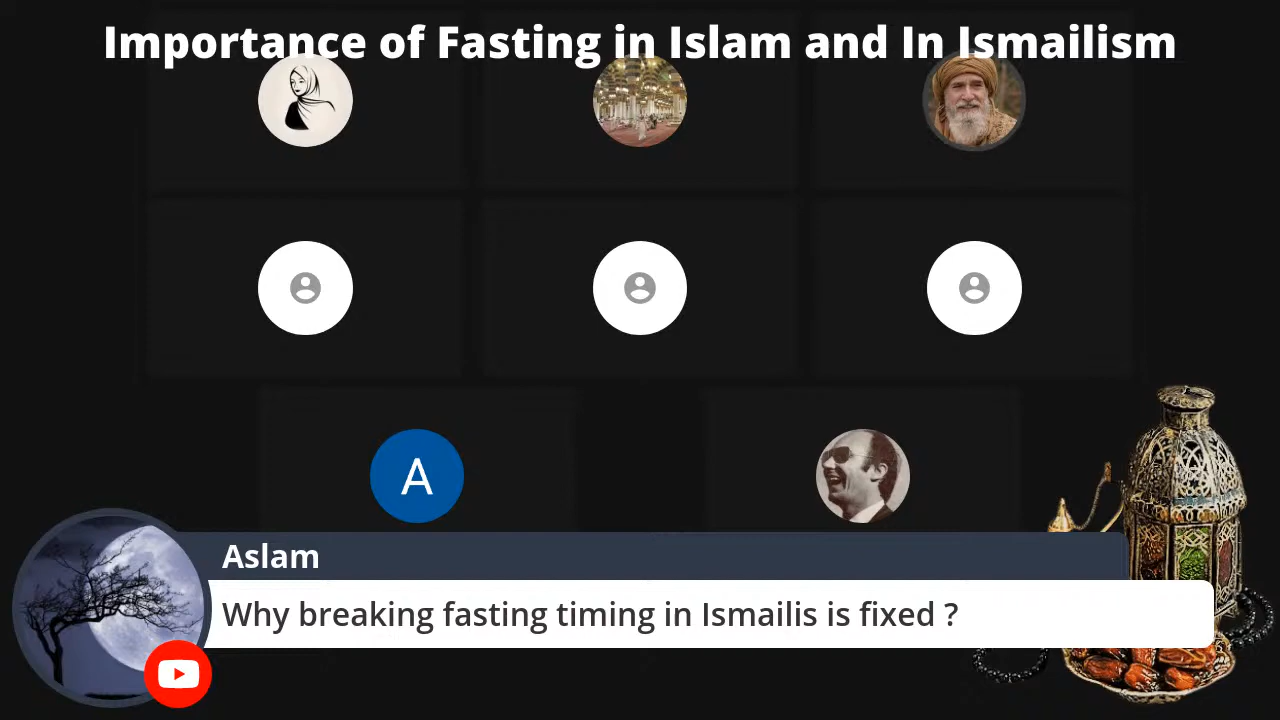 Importance of Fasting in Islam and In Ismailism
A
Aslam
Why breaking fasting timing in Ismailis is fixed ?